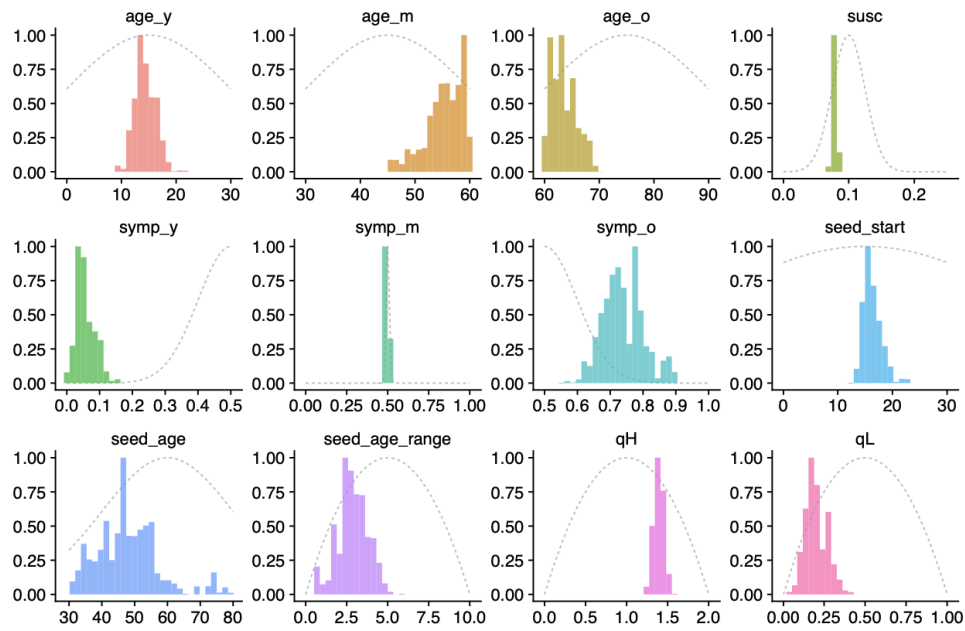 age_y age_m age_o susc
1.00 1.00 1.00 1.00
0.75 0.75 0.75 0.75
0.50 0.50 0.50 0.50
0.25 0.25 0.25 0.25
0.00 0.00 0.00 0.00
0 10 20 30 30 40 50 60 60 70 80 90 0.0 0.1 0.2
symp_y symp_m symp_o seed_start
1.00 1.00 1.00 1.00
0.75 0.75 0.75 0.75
0.50 0.50 0.50 0.50
0.25 0.25 0.25 0.25
0.00 0.00 0.00 0.00
0.0 0.1 0.2 0.3 0.4 0.5 0.00 0.25 0.50 0.75 1.00 0.5 0.6 0.7 0.8 0.9 1.0 0 10 20 30
seed_age seed_age_range qH qL
1.00 1.00 1.00 1.00
0.75 0.75 0.75 0.75
0.50 0.50 0.50 0.50
0.25 0.25 0.25 0.25
0.00 0.00 0.00 0.00
30 40 50 60 70 80 0.0 2.5 5.0 7.5 10.0 0.0 0.5 1.0 1.5 2.0 0.00 0.25 0.50 0.75 1.00